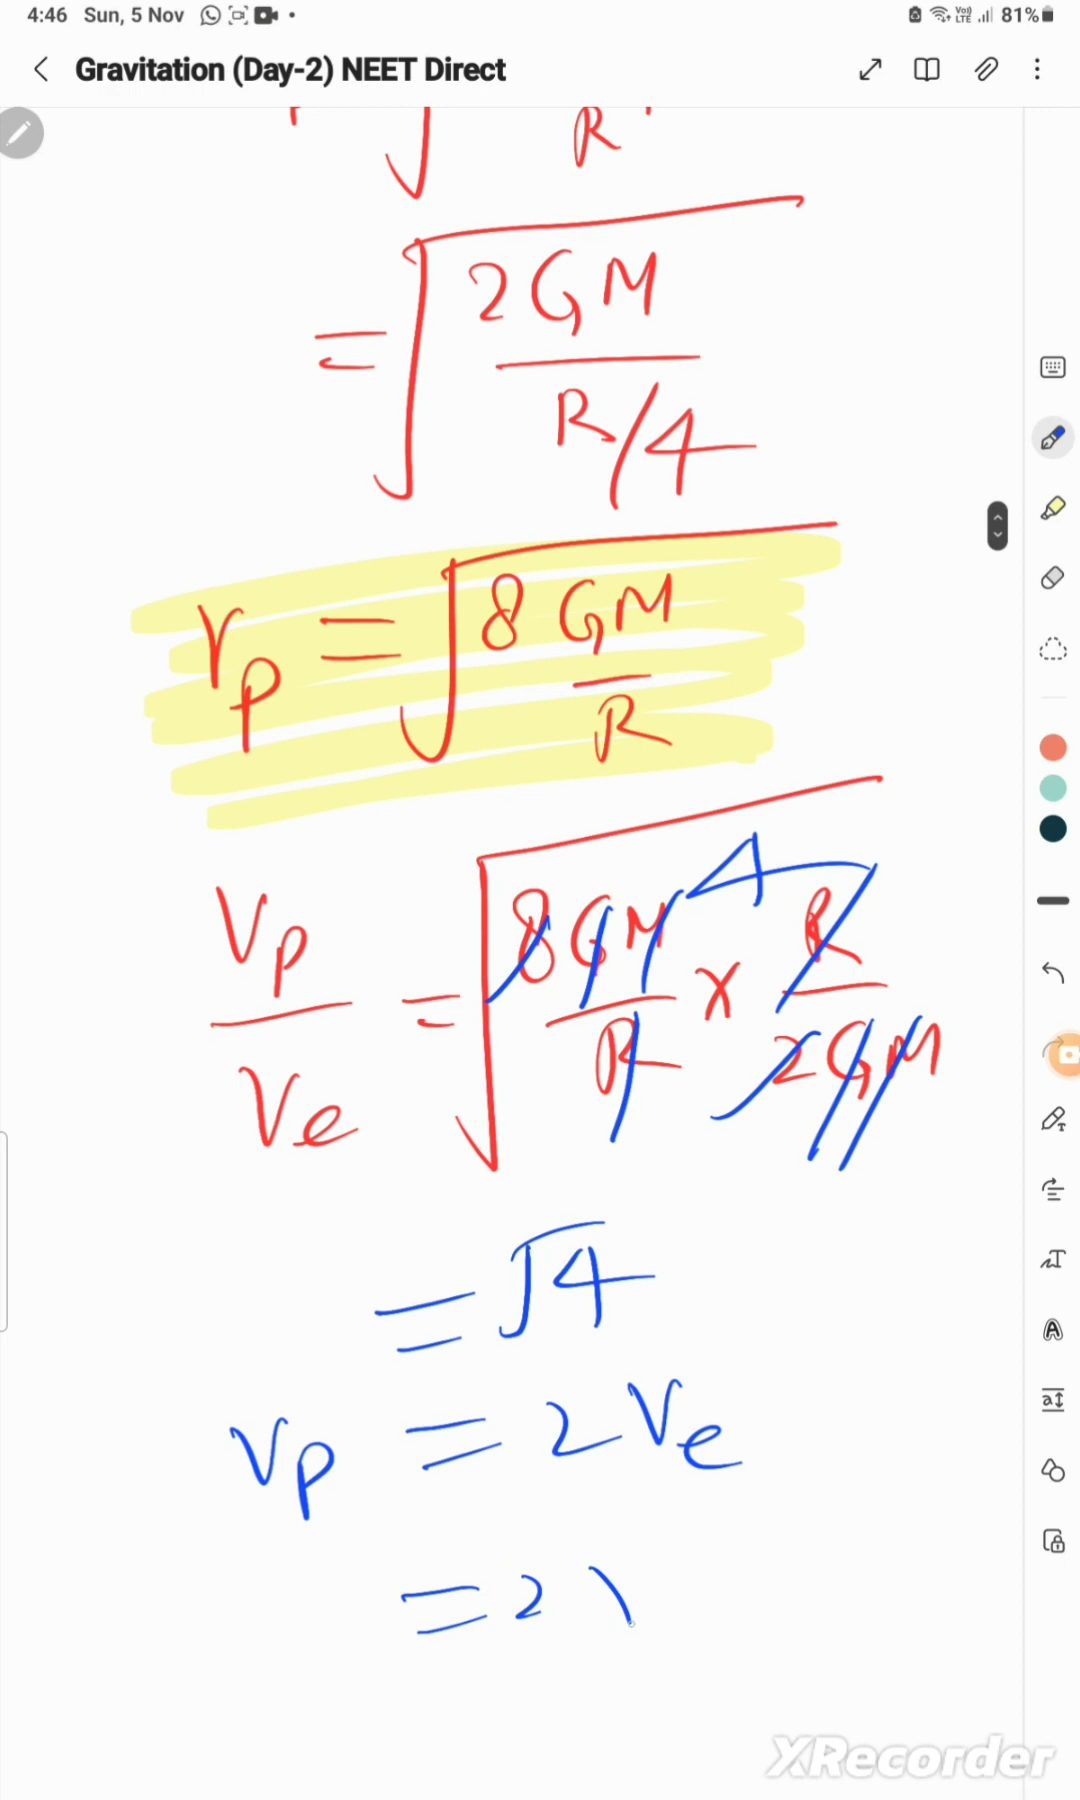 4:46 Sun, 5 Nov 81%
Gravitation (Day-2) NEET Direct
R
= √(2GM / (R/4))
Vp = √(8GM / R)
Vp / Ve = √(8GM / R × R / 2GM) 4
= √4
Vp = 2Ve
= 2 \
XRecorder